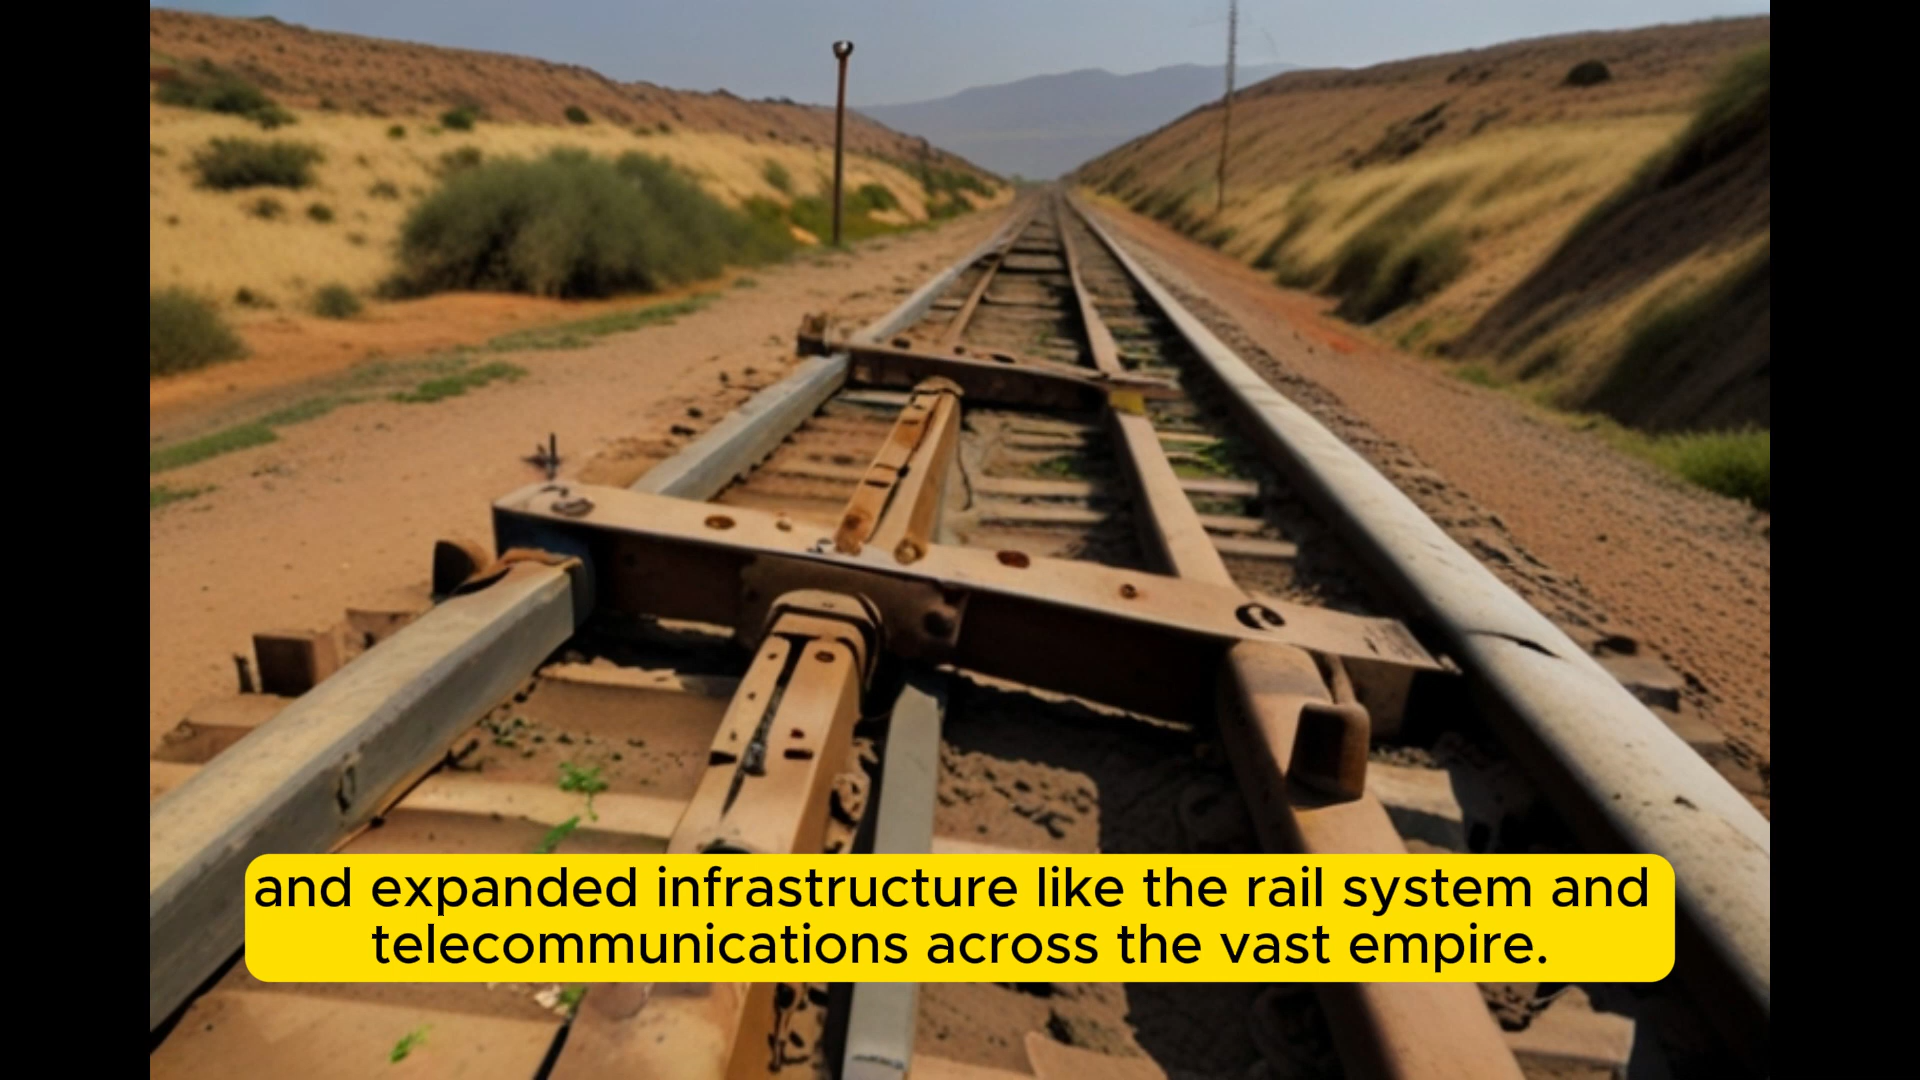 and expanded infrastructure like the rail system and
telecommunications across the vast empire.